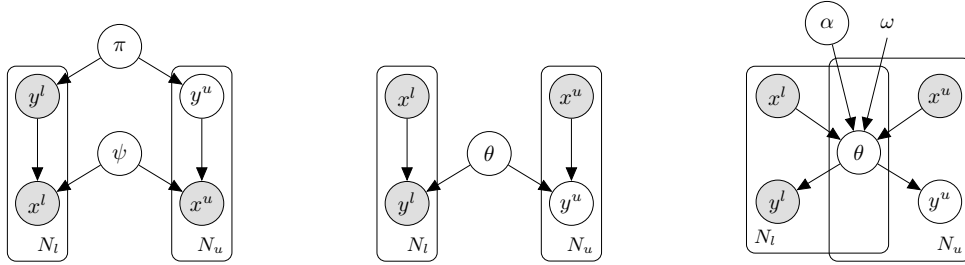 π
y^l
y^u
ψ
x^l
x^u
N_l
N_u
x^l
x^u
θ
y^l
y^u
N_l
N_u
α
ω
x^l
x^u
θ
y^l
y^u
N_l
N_u